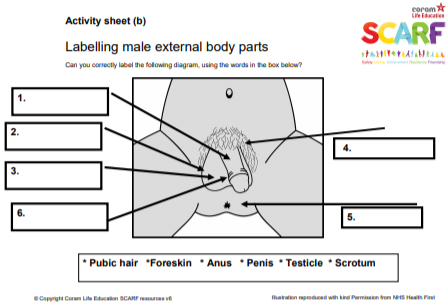 Activity sheet (b)
coram
Life Education
SCARF
Labelling male external body parts
Can you correctly label the following diagram, using the words in the box below?
1.
2.
3.
4.
6.
5.
* Pubic hair *Foreskin * Anus * Penis * Testicle * Scrotum
© Copyright Coram Life Education SCARF resources v6
Illustration reproduced with kind Permission from NHS Health First